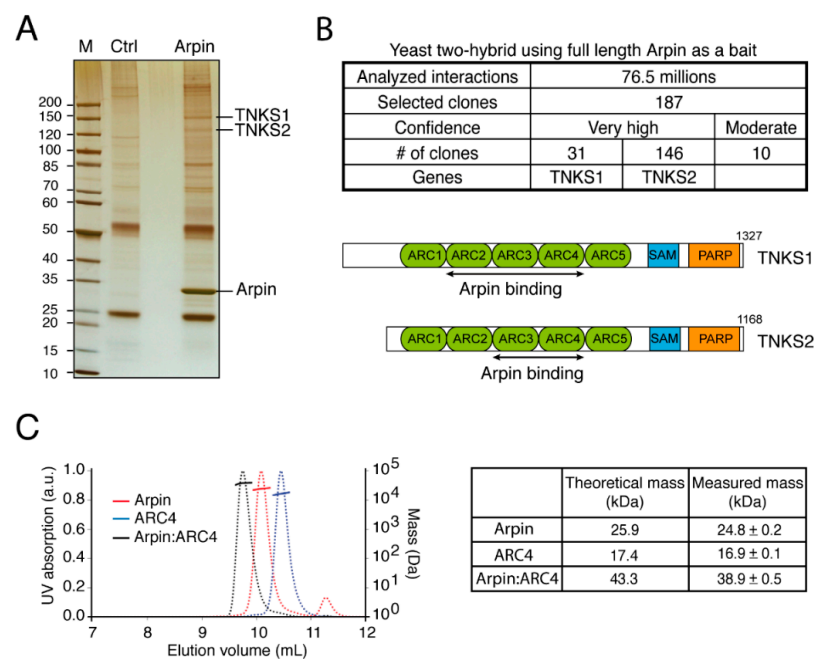 A
M Ctrl Arpin
200
150
120
100
85
70
60
50
40
35
25
20
15
10
TNKS1
TNKS2
Arpin
B
Yeast two-hybrid using full length Arpin as a bait
Analyzed interactions 76.5 millions
Selected clones 187
Confidence Very high Moderate
# of clones 31 146 10
Genes TNKS1 TNKS2
1327
ARC1 ARC2 ARC3 ARC4 ARC5 SAM PARP TNKS1
Arpin binding
1168
ARC1 ARC2 ARC3 ARC4 ARC5 SAM PARP TNKS2
Arpin binding
C
UV absorption (a.u.)
1.0
0.8
0.6
0.4
0.2
0.0
Arpin
ARC4
Arpin:ARC4
10^5
10^4
10^3
10^2
10^1
10^0
Mass (Da)
7 8 9 10 11 12
Elution volume (mL)
Theoretical mass (kDa) Measured mass (kDa)
Arpin 25.9 24.8 ± 0.2
ARC4 17.4 16.9 ± 0.1
Arpin:ARC4 43.3 38.9 ± 0.5